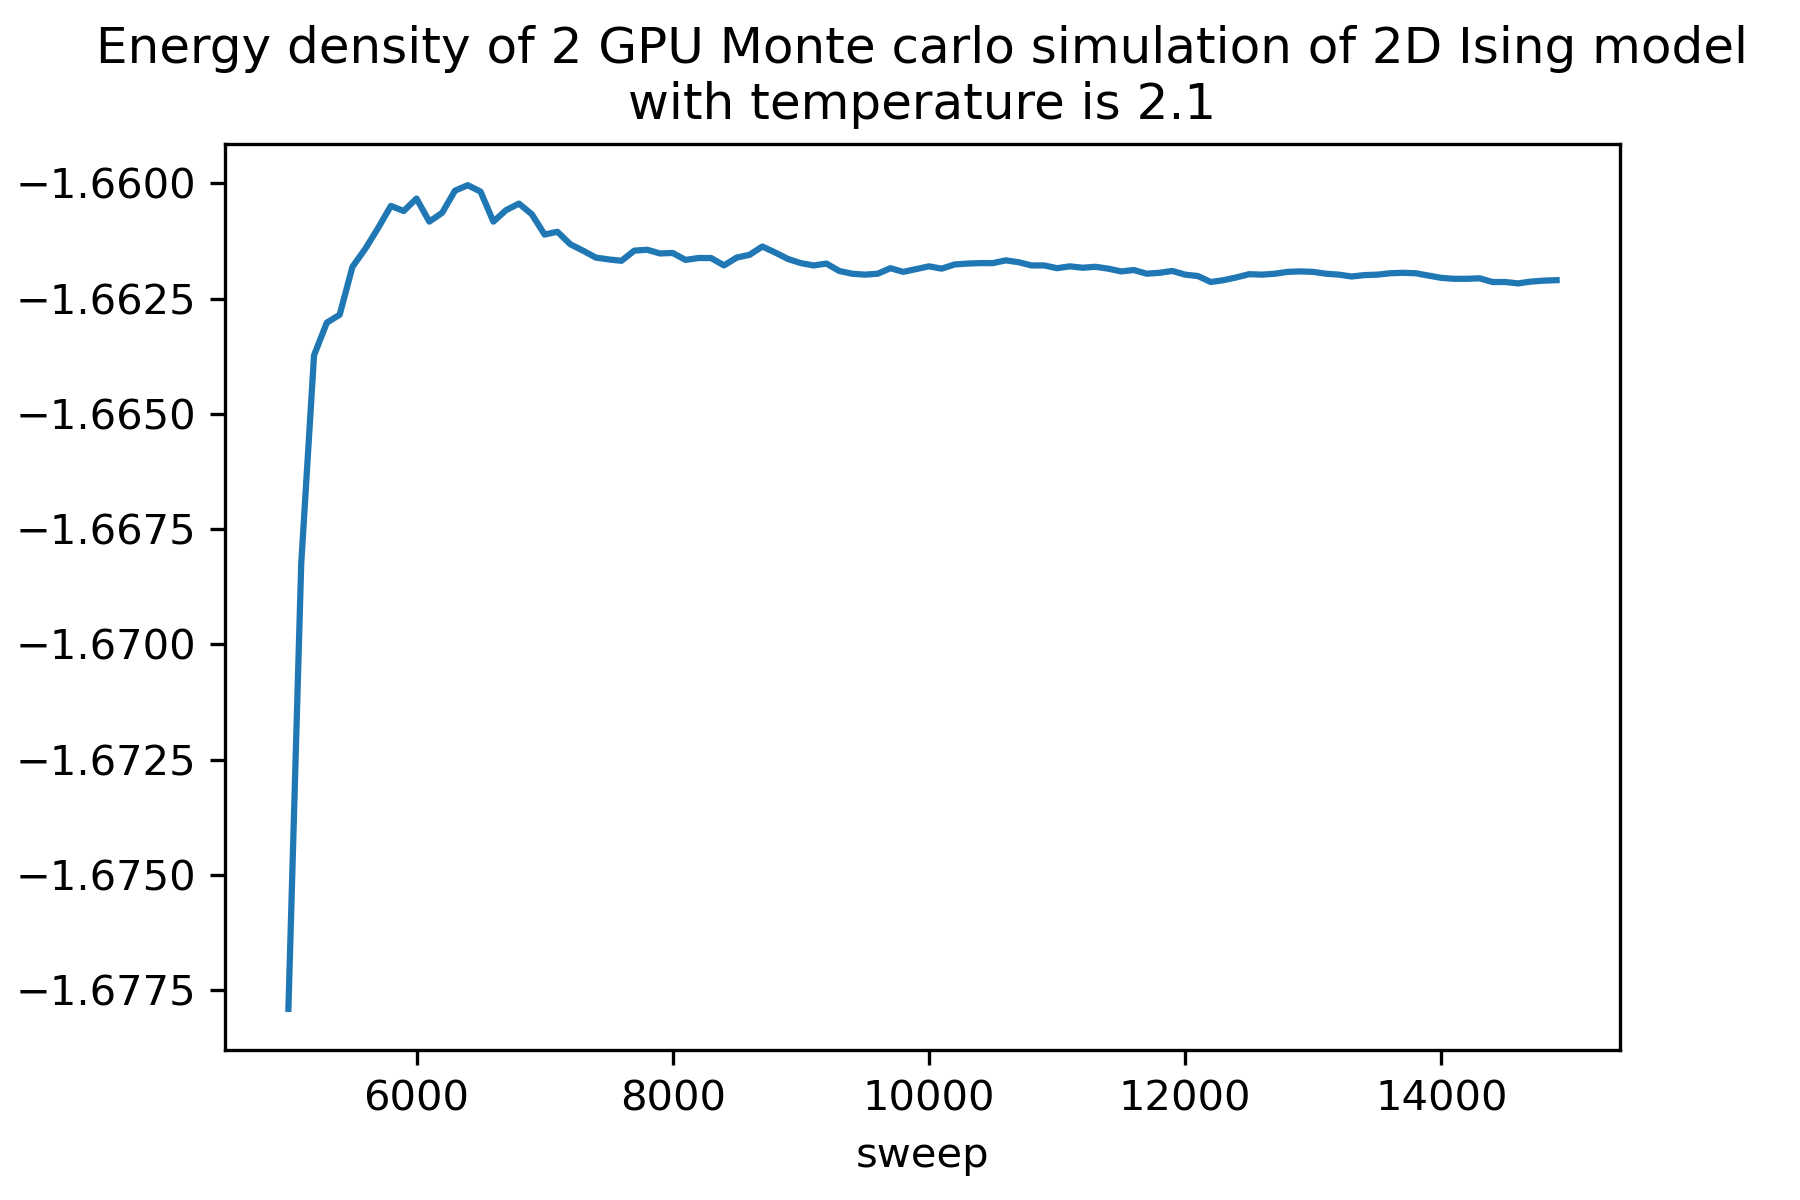 Energy density of 2 GPU Monte carlo simulation of 2D Ising model
with temperature is 2.1
−1.6600
−1.6625
−1.6650
−1.6675
−1.6700
−1.6725
−1.6750
−1.6775
6000 8000 10000 12000 14000
sweep